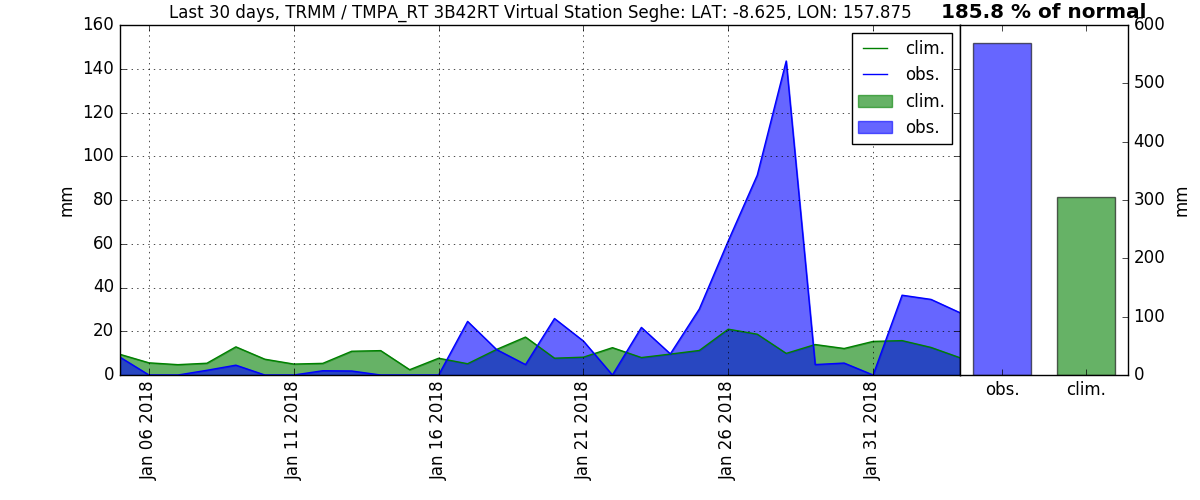 Last 30 days, TRMM / TMPA_RT 3B42RT Virtual Station Seghe: LAT: -8.625, LON: 157.875
185.8 % of normal
160
140
120
100
80
60
40
20
0
mm
clim.
obs.
clim.
obs.
600
500
400
300
200
100
0
mm
Jan 06 2018
Jan 11 2018
Jan 16 2018
Jan 21 2018
Jan 26 2018
Jan 31 2018
obs.
clim.